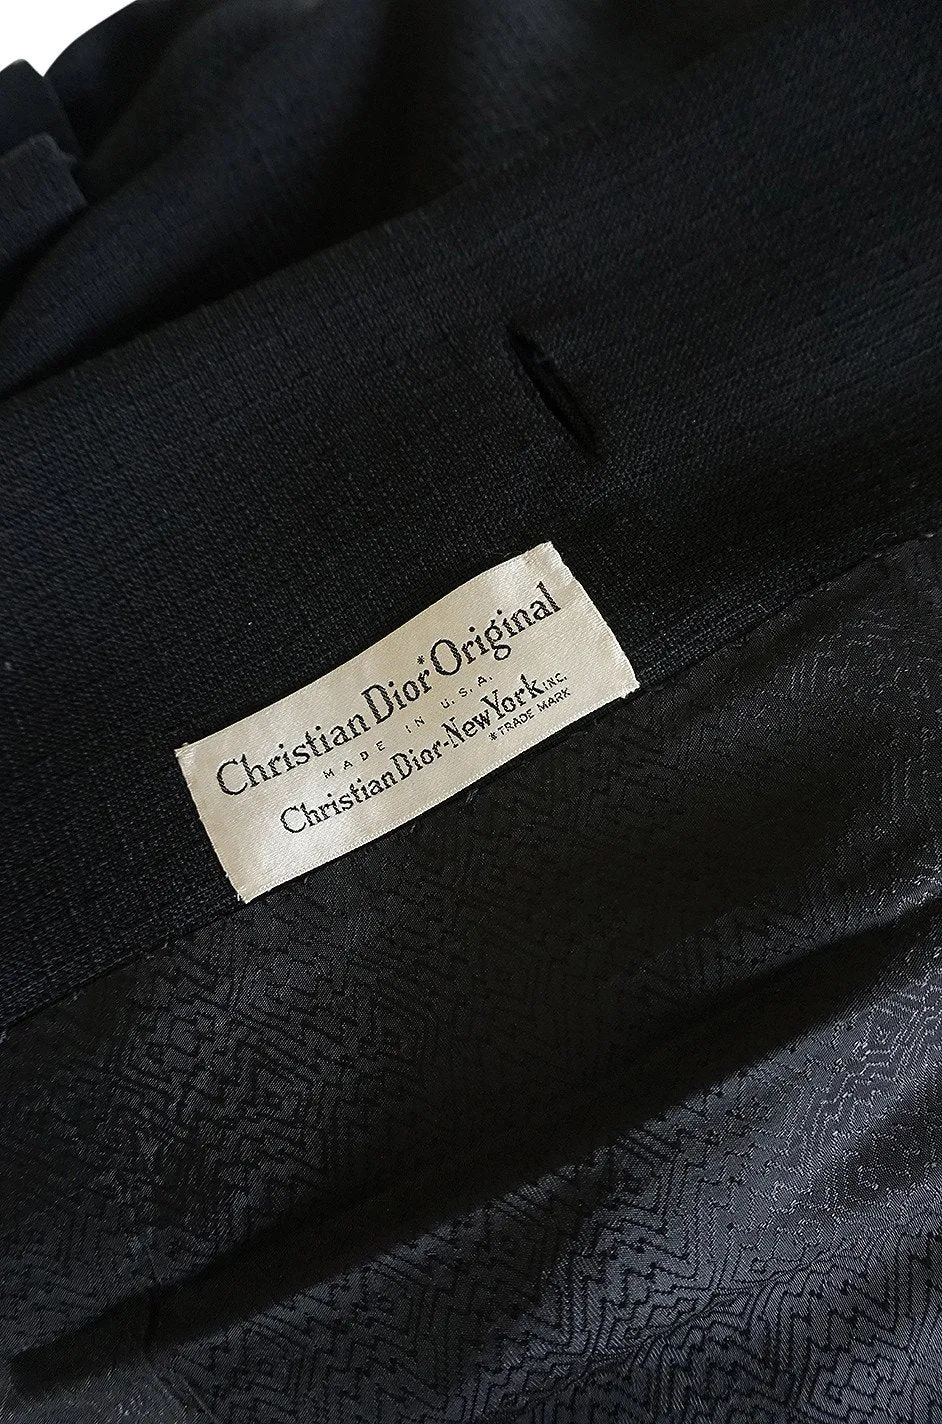 Christian Dior* Original
MADE IN U.S.A.
Christian Dior-New York INC.
*TRADE MARK